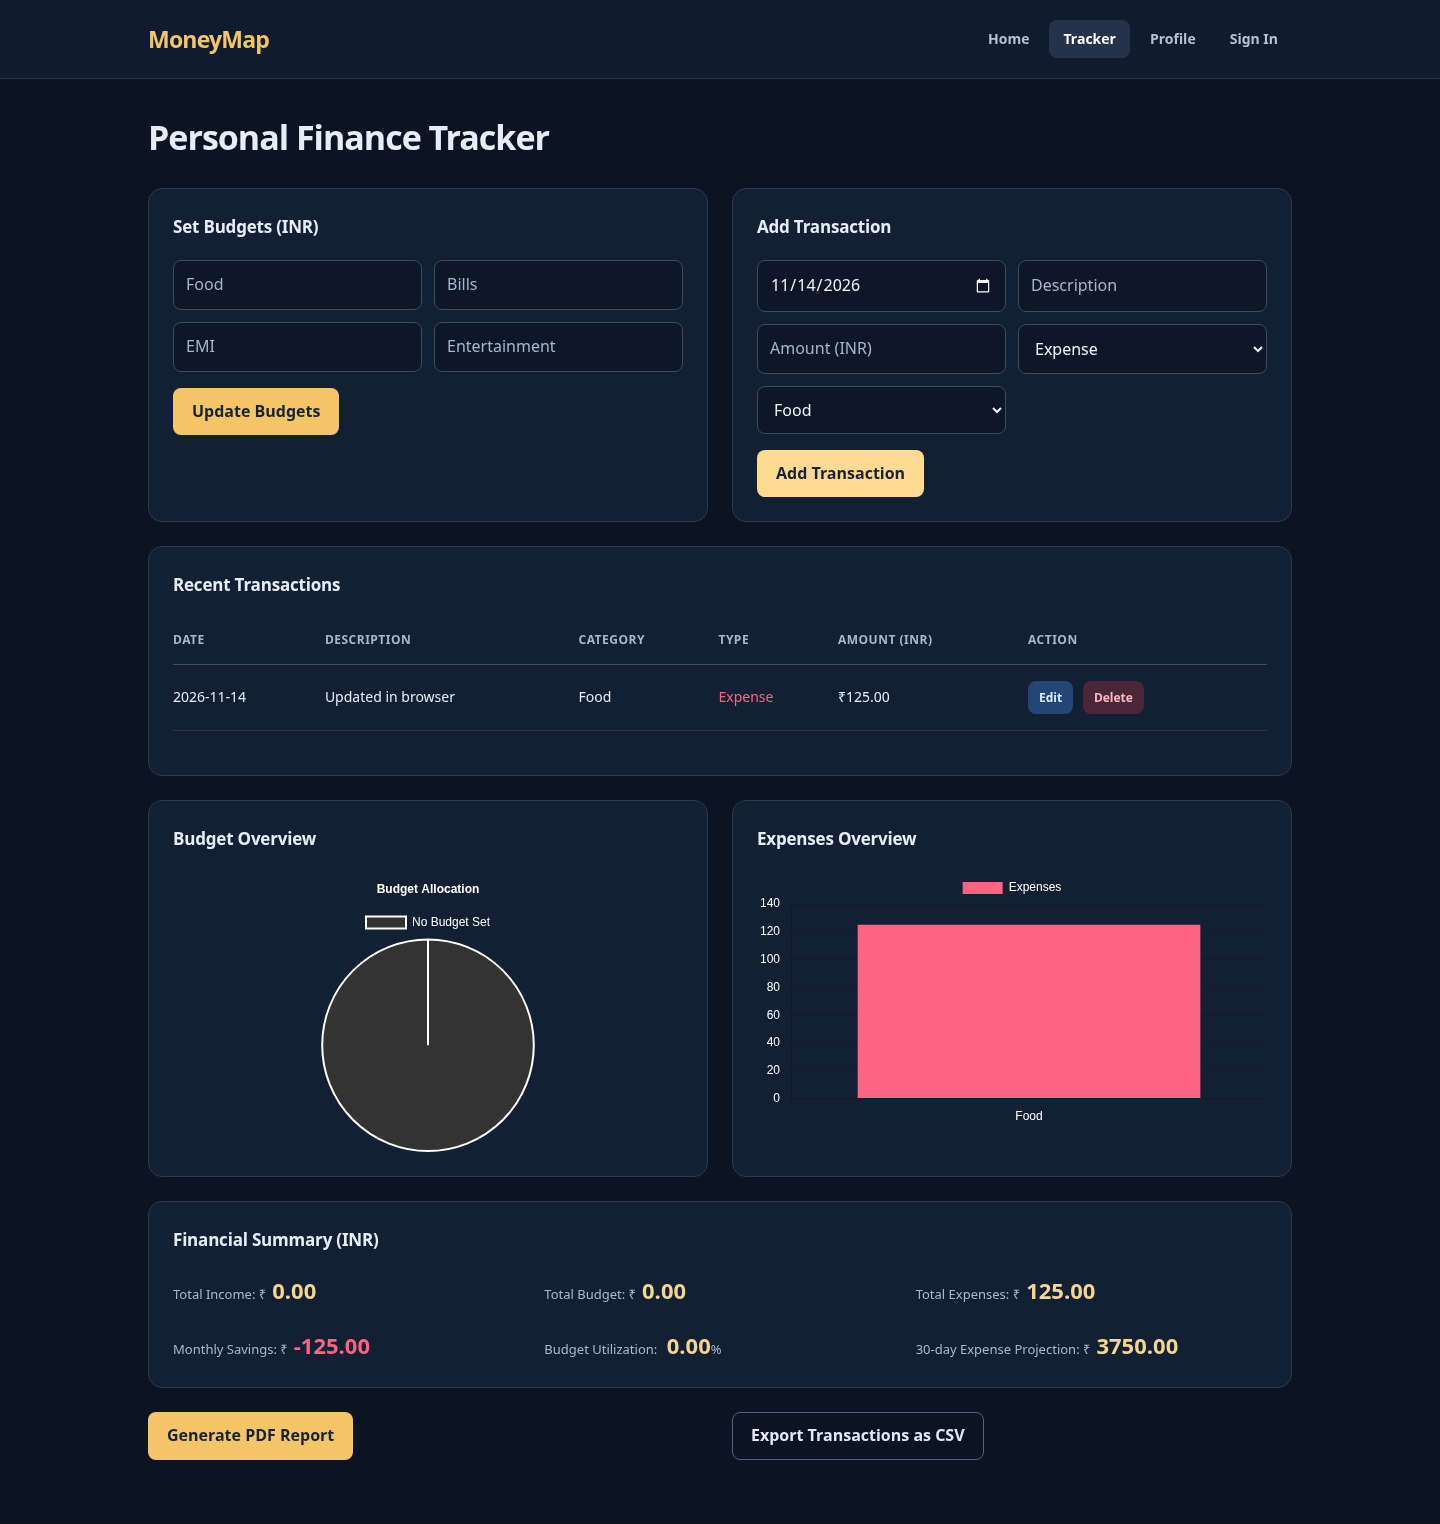 MoneyMap
Home Tracker Profile Sign In
Personal Finance Tracker
Set Budgets (INR)
Food Bills
EMI Entertainment
Update Budgets
Add Transaction
11/14/2026 Description
Amount (INR) Expense
Food
Add Transaction
Recent Transactions
DATE DESCRIPTION CATEGORY TYPE AMOUNT (INR) ACTION
2026-11-14 Updated in browser Food Expense ₹125.00 Edit Delete
Budget Overview
Budget Allocation
No Budget Set
Expenses Overview
Expenses
140
120
100
80
60
40
20
0
Food
Financial Summary (INR)
Total Income: ₹ 0.00 Total Budget: ₹ 0.00 Total Expenses: ₹ 125.00
Monthly Savings: ₹ -125.00 Budget Utilization: 0.00% 30-day Expense Projection: ₹ 3750.00
Generate PDF Report Export Transactions as CSV